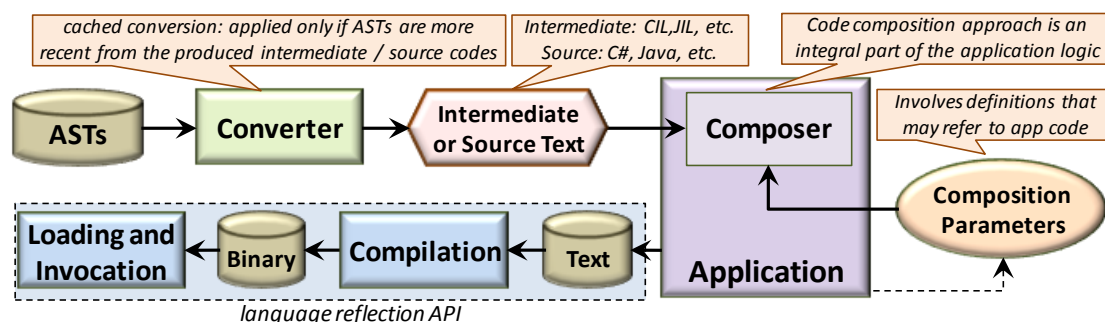 cached conversion: applied only if ASTs are more
recent from the produced intermediate / source codes
Intermediate: CIL,JIL, etc.
Source: C#, Java, etc.
Code composition approach is an
integral part of the application logic
Involves definitions that
may refer to app code
ASTs
Converter
Intermediate
or Source Text
Composer
Composition
Parameters
Loading and
Invocation
Binary
Compilation
Text
Application
language reflection API